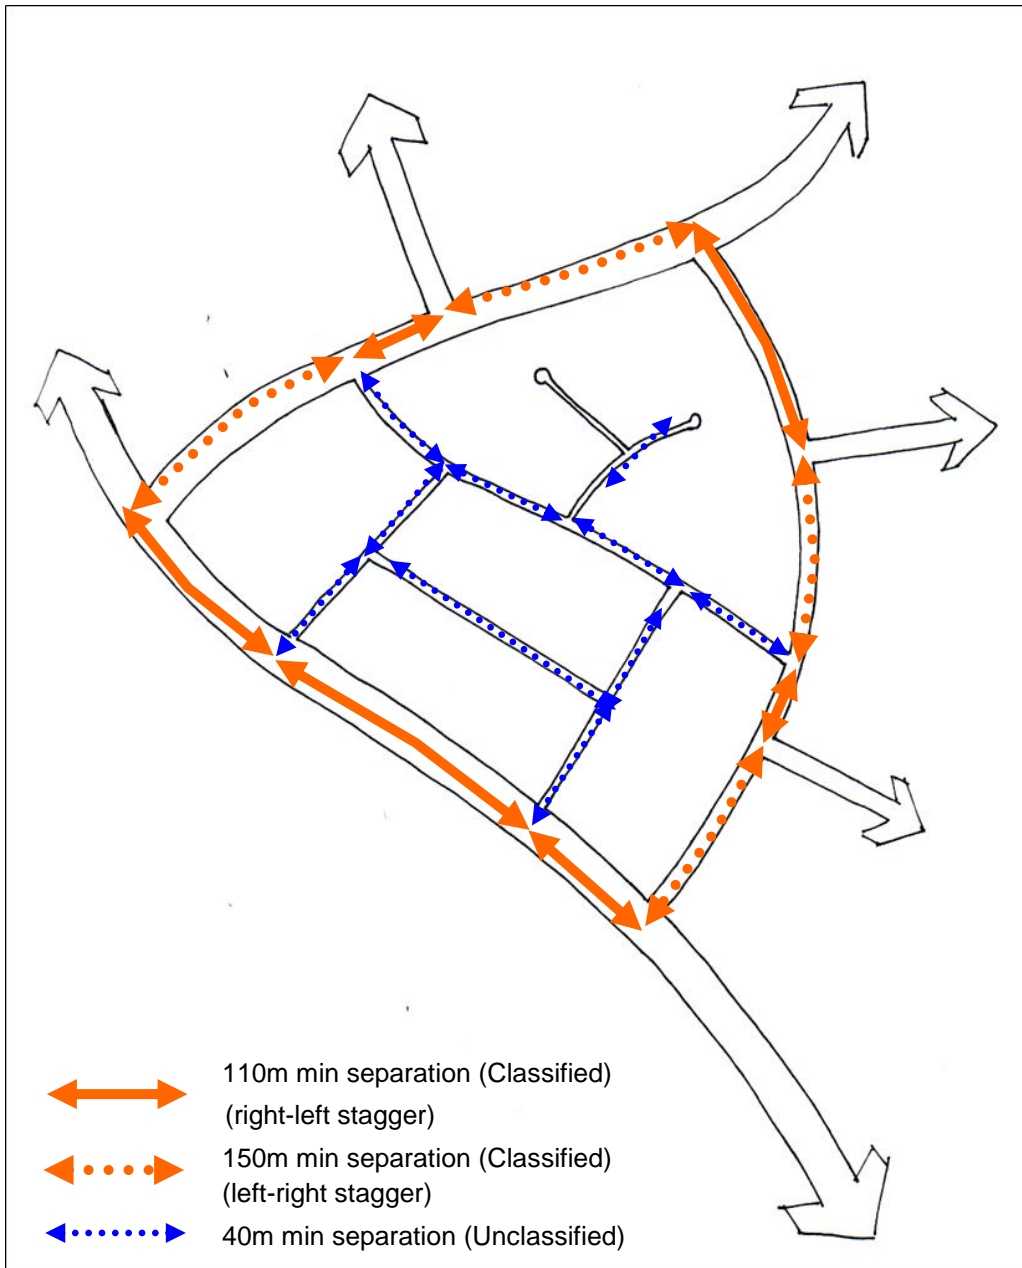 110m min separation (Classified)
(right-left stagger)
150m min separation (Classified)
(left-right stagger)
40m min separation (Unclassified)